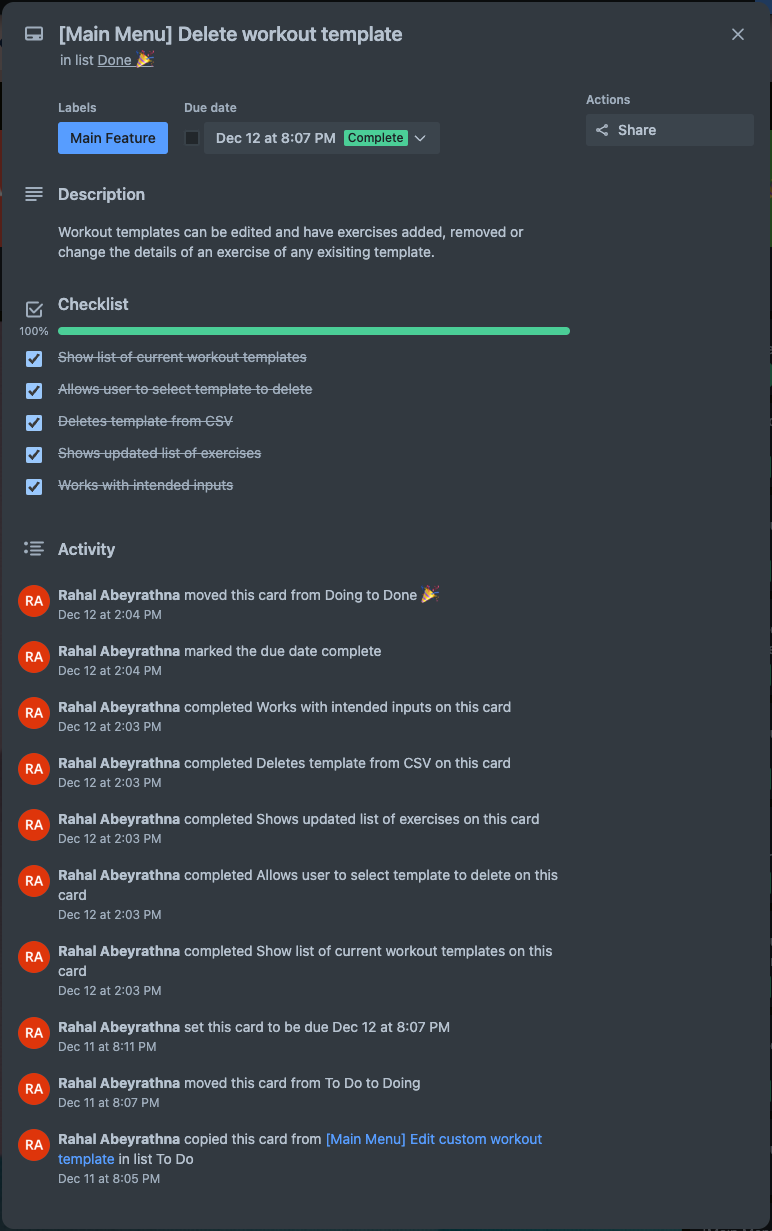 [Main Menu] Delete workout template
in list Done 🎉
Labels
Main Feature
Due date
Dec 12 at 8:07 PM Complete
Actions
Share
Description
Workout templates can be edited and have exercises added, removed or
change the details of an exercise of any exisiting template.
Checklist
100%
Show list of current workout templates
Allows user to select template to delete
Deletes template from CSV
Shows updated list of exercises
Works with intended inputs
Activity
RA
Rahal Abeyrathna moved this card from Doing to Done 🎉
Dec 12 at 2:04 PM
RA
Rahal Abeyrathna marked the due date complete
Dec 12 at 2:04 PM
RA
Rahal Abeyrathna completed Works with intended inputs on this card
Dec 12 at 2:03 PM
RA
Rahal Abeyrathna completed Deletes template from CSV on this card
Dec 12 at 2:03 PM
RA
Rahal Abeyrathna completed Shows updated list of exercises on this card
Dec 12 at 2:03 PM
RA
Rahal Abeyrathna completed Allows user to select template to delete on this
card
Dec 12 at 2:03 PM
RA
Rahal Abeyrathna completed Show list of current workout templates on this
card
Dec 12 at 2:03 PM
RA
Rahal Abeyrathna set this card to be due Dec 12 at 8:07 PM
Dec 11 at 8:11 PM
RA
Rahal Abeyrathna moved this card from To Do to Doing
Dec 11 at 8:07 PM
RA
Rahal Abeyrathna copied this card from [Main Menu] Edit custom workout
template in list To Do
Dec 11 at 8:05 PM